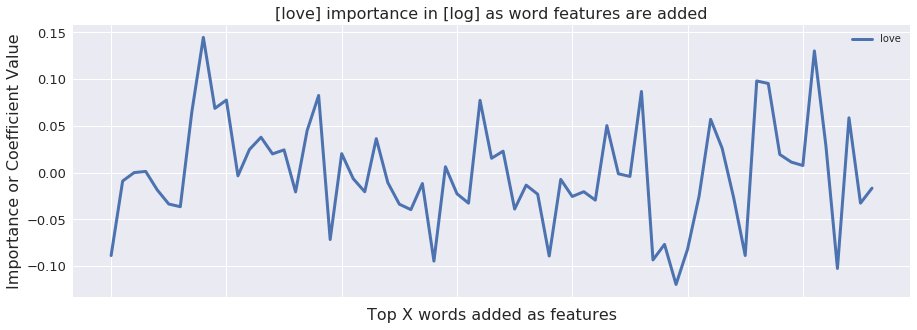 [love] importance in [log] as word features are added
love
Importance or Coefficient Value
0.15
0.10
0.05
0.00
−0.05
−0.10
Top X words added as features